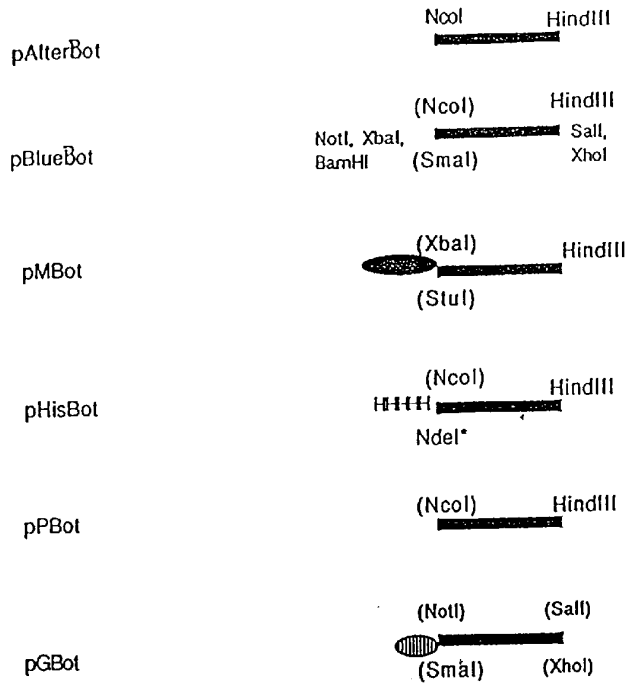 NcoI HindIII
pAlterBot
(NcoI) HindIII
NotI, XbaI, SalI,
BamHI (SmaI) XhoI
pBlueBot
(XbaI) HindIII
pMBot
(StuI)
(NcoI) HindIII
pHisBot HHHH
NdeI*
pPBot (NcoI) HindIII
(NotI) (SalI)
pGBot (SmaI) (XhoI)